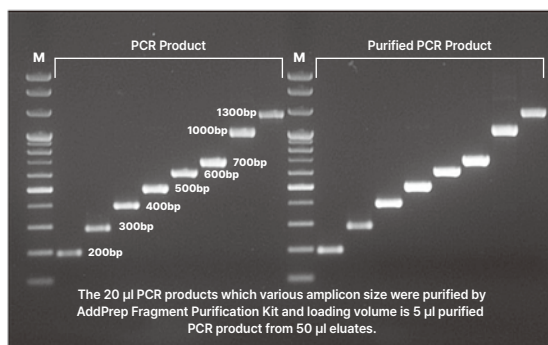 PCR Product
Purified PCR Product
M
M
1300bp
1000bp
700bp
600bp
500bp
400bp
300bp
200bp
The 20 µl PCR products which various amplicon size were purified by
AddPrep Fragment Purification Kit and loading volume is 5 µl purified
PCR product from 50 µl eluates.